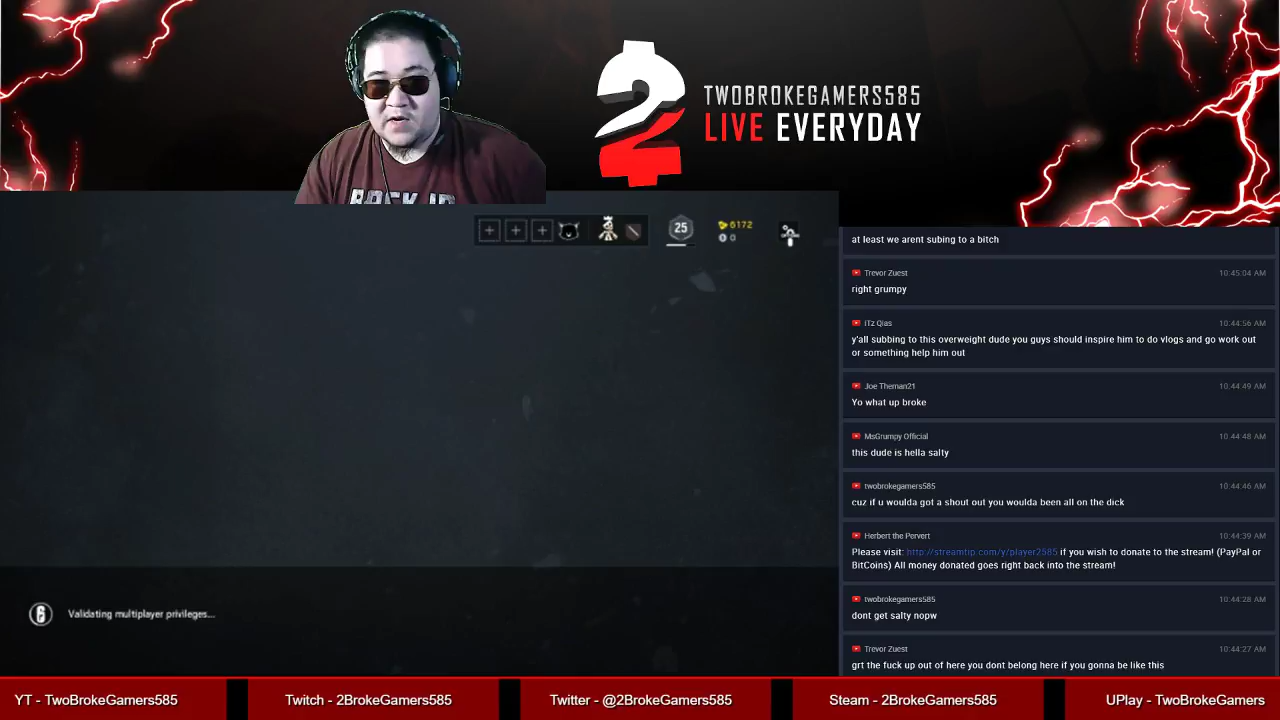 TWOBROKEGAMERS585
LIVE EVERYDAY
25
6172
0
at least we arent subing to a bitch
Trevor Zuest
10:45:04 AM
right grumpy
iTz Qias
10:44:56 AM
y'all subbing to this overweight dude you guys should inspire him to do vlogs and go work out
or something help him out
Joe Theman21
10:44:49 AM
Yo what up broke
MsGrumpy Official
10:44:48 AM
this dude is hella salty
twobrokegamers585
10:44:46 AM
cuz if u woulda got a shout out you woulda been all on the dick
Herbert the Pervert
10:44:39 AM
Please visit: http://streamtip.com/y/player2585 if you wish to donate to the stream! (PayPal or
BitCoins) All money donated goes right back into the stream!
twobrokegamers585
10:44:28 AM
dont get salty nopw
Trevor Zuest
10:44:27 AM
grt the fuck up out of here you dont belong here if you gonna be like this
Validating multiplayer privileges...
YT - TwoBrokeGamers585
Twitch - 2BrokeGamers585
Twitter - @2BrokeGamers585
Steam - 2BrokeGamers585
UPlay - TwoBrokeGamers